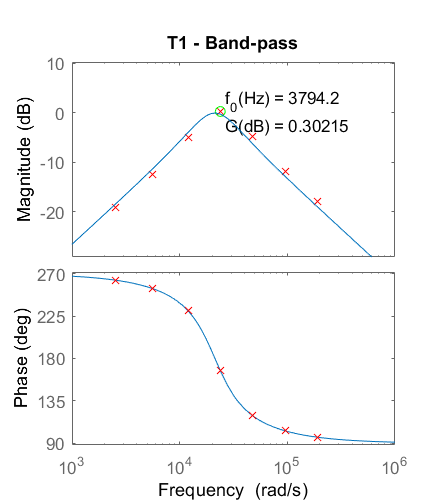 T1 - Band-pass
Magnitude (dB)
10
0
-10
-20
f0(Hz) = 3794.2
G(dB) = 0.30215
Phase (deg)
270
225
180
135
90
10^3
10^4
10^5
10^6
Frequency (rad/s)